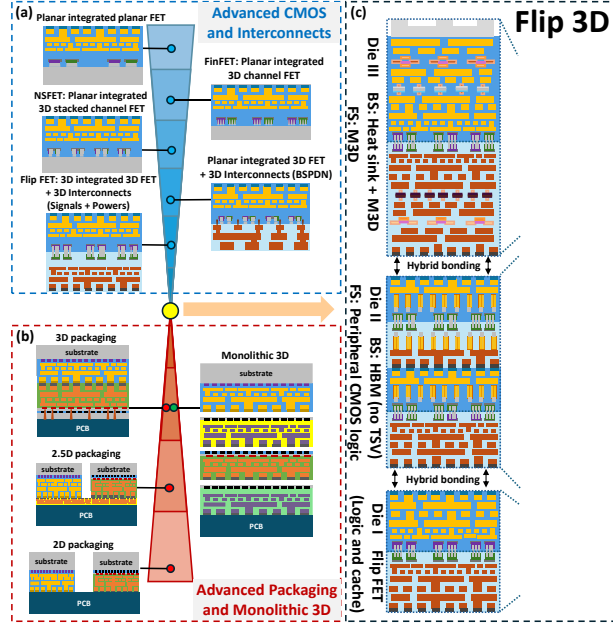 (a)
Advanced CMOS
and Interconnects
Planar integrated planar FET
FinFET: Planar integrated
3D channel FET
NSFET: Planar integrated
3D stacked channel FET
Planar integrated 3D FET
+ 3D Interconnects (BSPDN)
Flip FET: 3D integrated 3D FET
+ 3D Interconnects
(Signals + Powers)
(b)
3D packaging
substrate
PCB
Monolithic 3D
substrate
PCB
2.5D packaging
substrate
substrate
PCB
2D packaging
substrate
substrate
PCB
Advanced Packaging
and Monolithic 3D
(c)
Flip 3D
Die III
BS: Heat sink + M3D
FS: M3D
Hybrid bonding
Die II
BS: HBM (no TSV)
FS: Peripheral CMOS logic
Hybrid bonding
Die I
Flip FET
(Logic and cache)